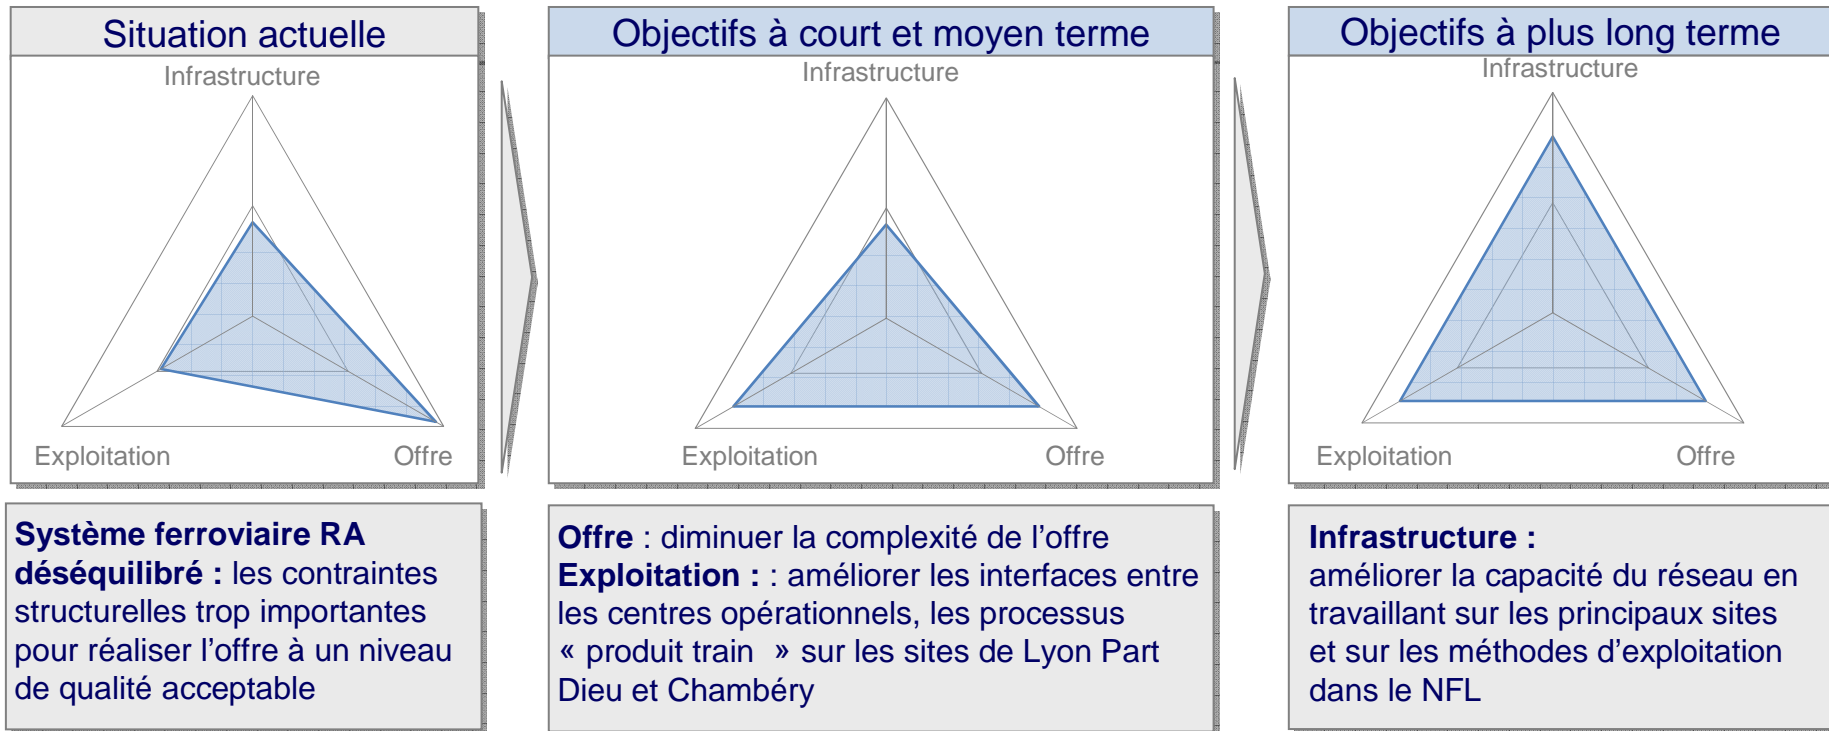 Situation actuelle
Infrastructure
Exploitation
Offre
Système ferroviaire RA
déséquilibré : les contraintes
structurelles trop importantes
pour réaliser l’offre à un niveau
de qualité acceptable
Objectifs à court et moyen terme
Infrastructure
Exploitation
Offre
Offre : diminuer la complexité de l’offre
Exploitation : : améliorer les interfaces entre
les centres opérationnels, les processus
« produit train » sur les sites de Lyon Part
Dieu et Chambéry
Objectifs à plus long terme
Infrastructure
Exploitation
Offre
Infrastructure :
améliorer la capacité du réseau en
travaillant sur les principaux sites
et sur les méthodes d’exploitation
dans le NFL